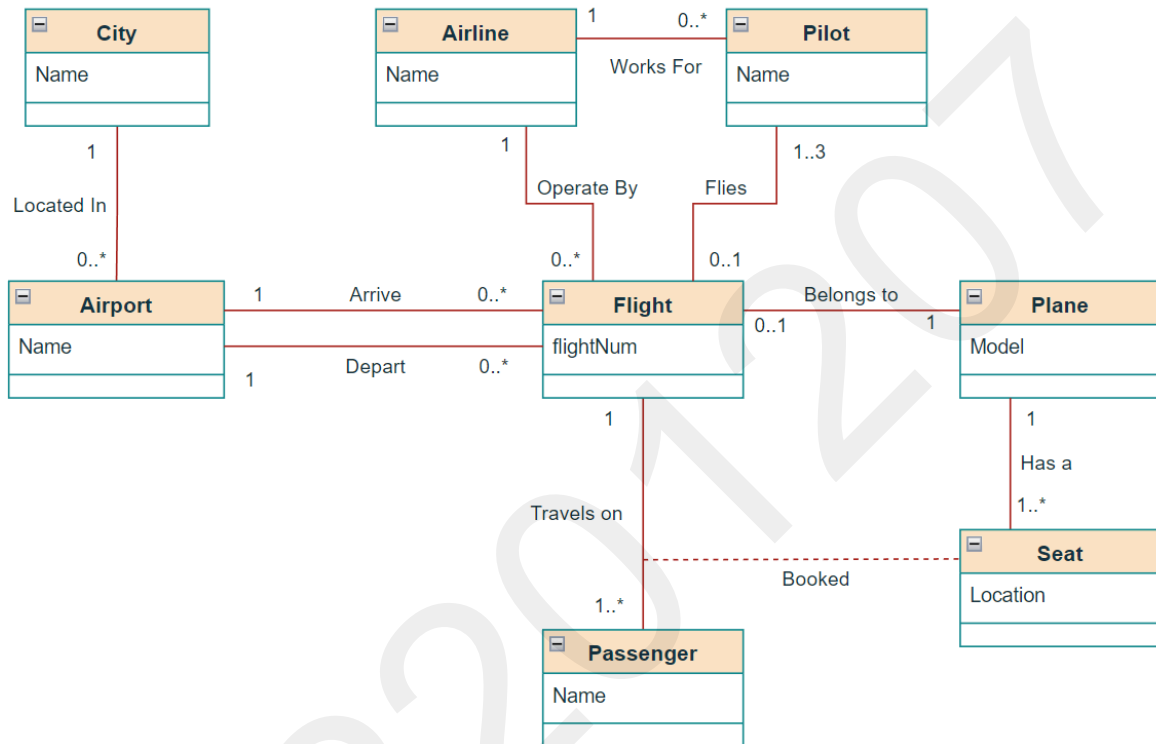 City
Name
Airline
Name
1
0..*
Works For
Pilot
Name
1
Located In
0..*
1
Operate By
0..*
1..3
Flies
0..1
Airport
Name
1
Arrive
0..*
1
Depart
0..*
Flight
flightNum
Belongs to
0..1
1
Plane
Model
1
Travels on
1..*
1
Has a
1..*
Booked
Seat
Location
Passenger
Name